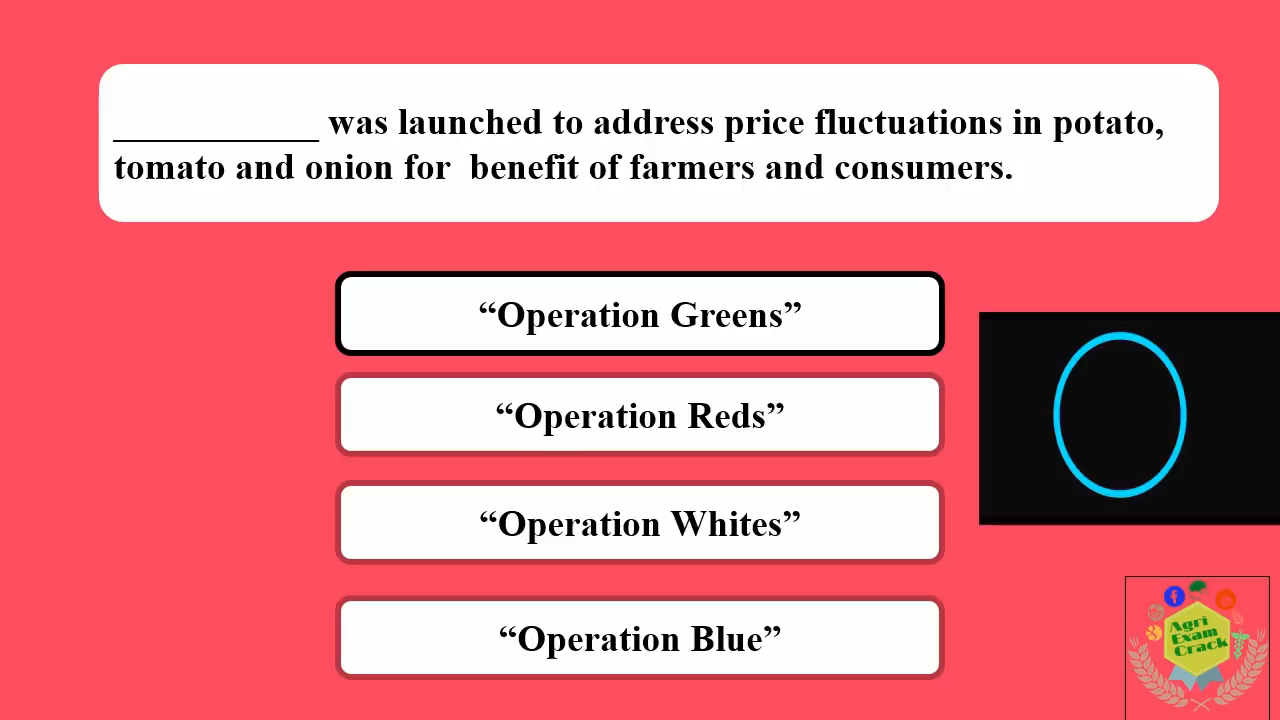 ___________ was launched to address price fluctuations in potato,
tomato and onion for  benefit of farmers and consumers.
“Operation Greens”
“Operation Reds”
“Operation Whites”
“Operation Blue”
Agri
Exam
Crack